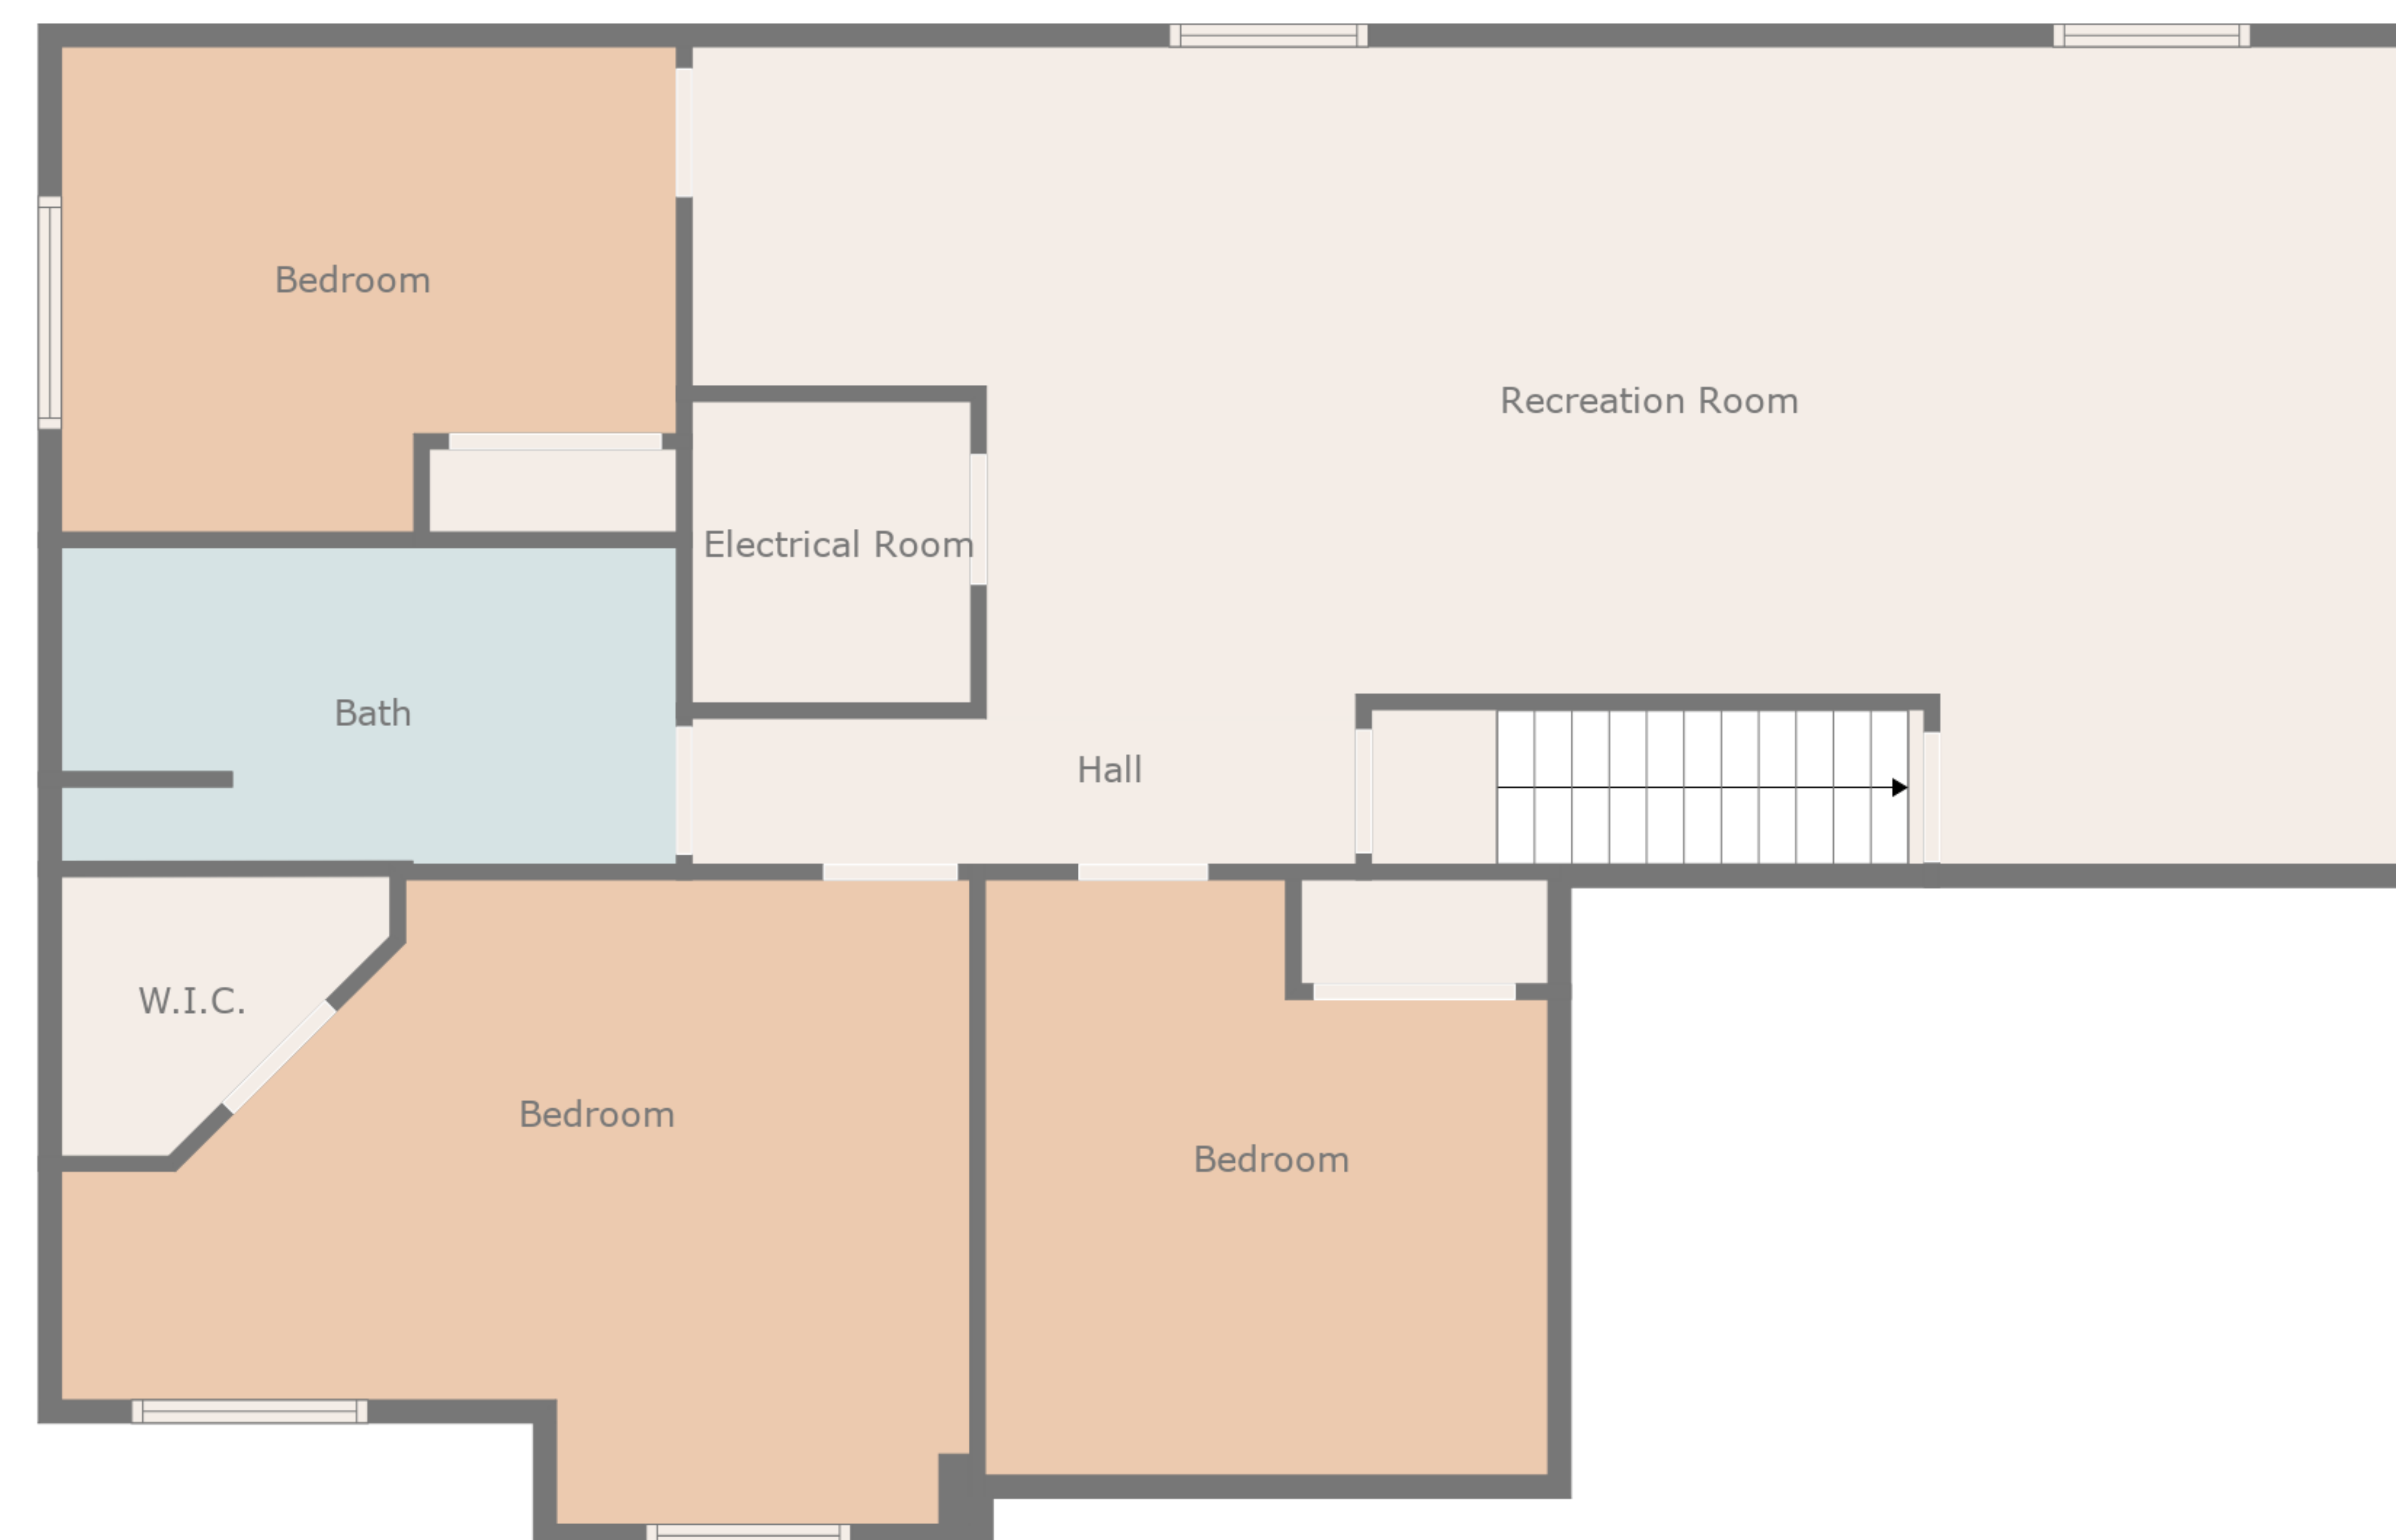 Bedroom
Recreation Room
Electrical Room
Bath
Hall
W.I.C.
Bedroom
Bedroom